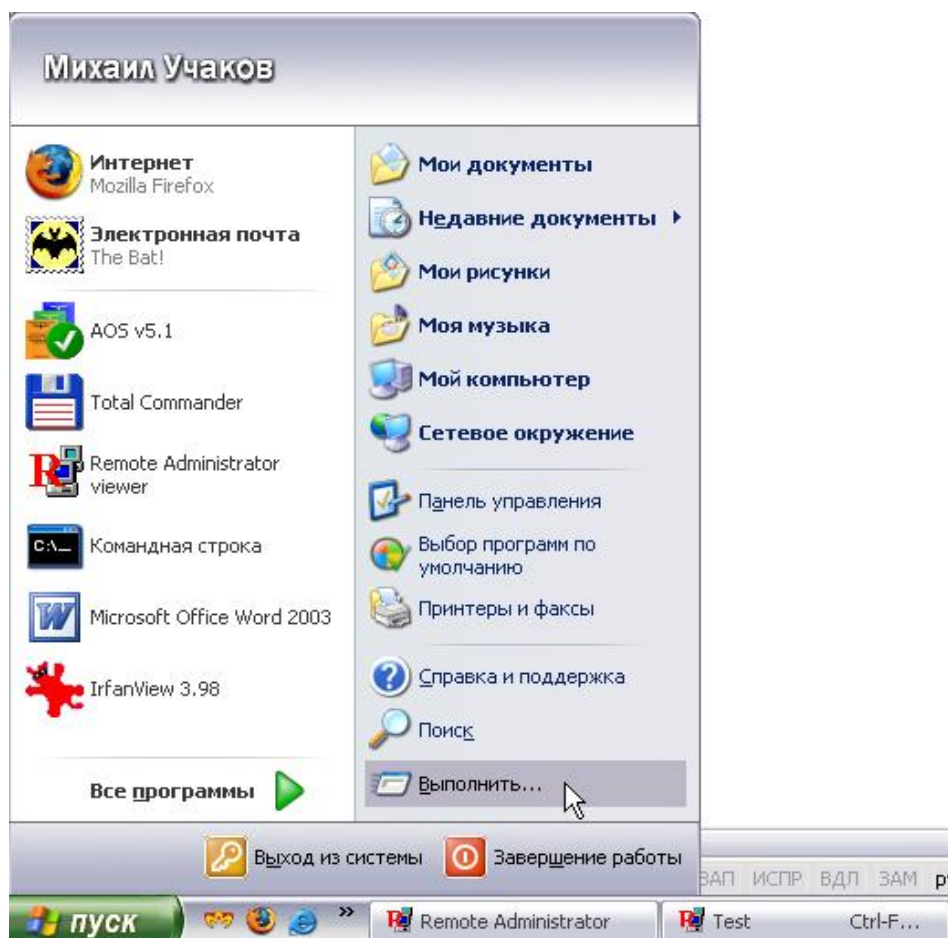 Михаил Учаков
Интернет
Mozilla Firefox
Электронная почта
The Bat!
AOS v5.1
Total Commander
Remote Administrator
viewer
C:\_
Командная строка
Microsoft Office Word 2003
IrfanView 3.98
Все программы
Мои документы
Недавние документы
Мои рисунки
Моя музыка
Мой компьютер
Сетевое окружение
Панель управления
Выбор программ по
умолчанию
Принтеры и факсы
Справка и поддержка
Поиск
Выполнить...
Выход из системы
Завершение работы
ЗАП ИСПР ВДЛ ЗАМ
пуск
Remote Administrator
Test Ctrl-F...